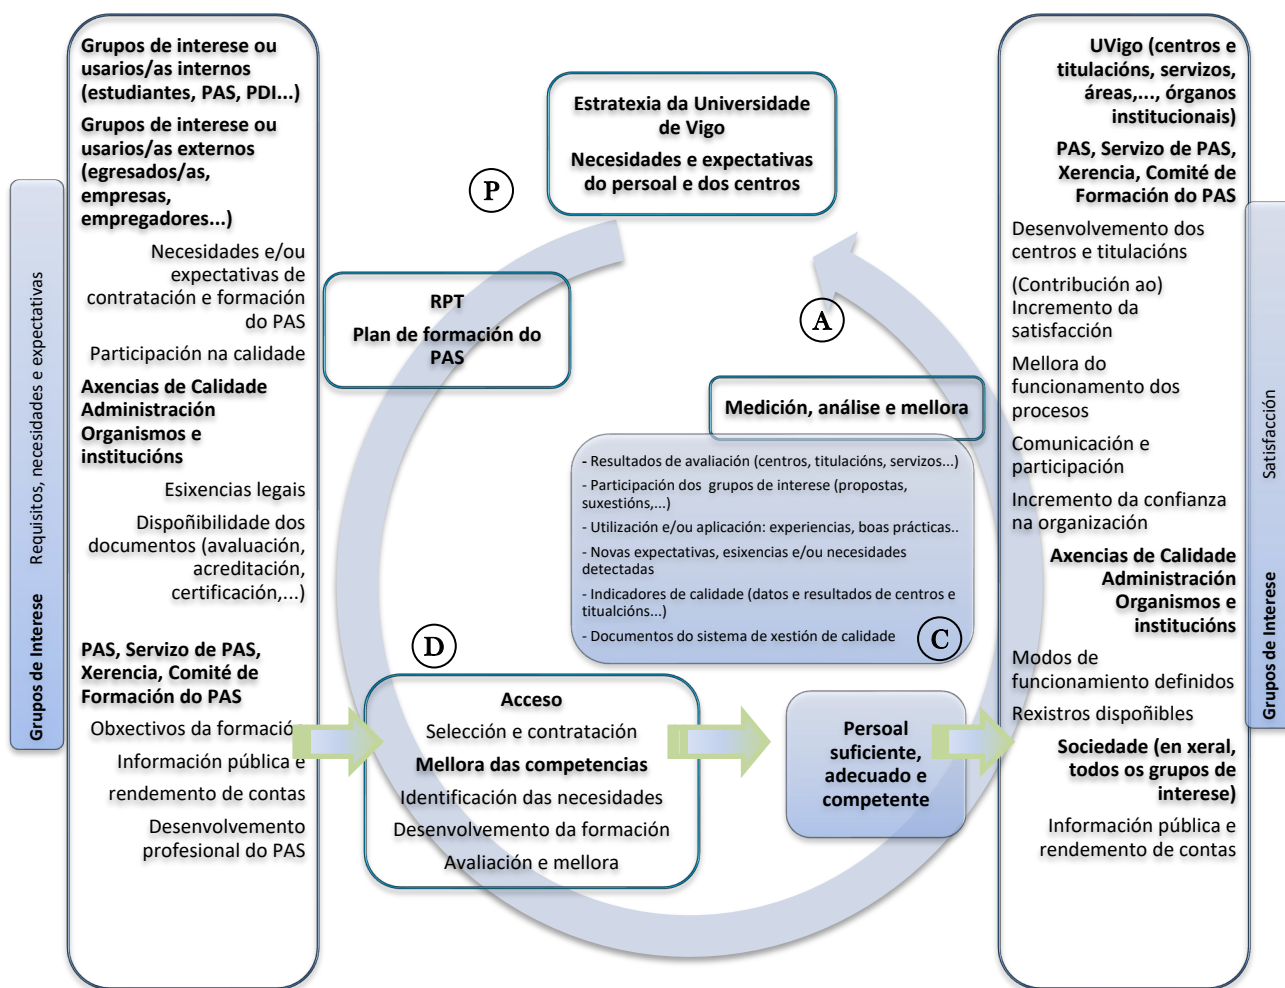 Grupos de Interese   Requisitos, necesidades e expectativas
Grupos de interese ou
usarios/as internos
(estudiantes, PAS, PDI...)
Grupos de interese ou
usarios/as externos
(egresados/as,
empresas,
empregadores...)
Necesidades e/ou
expectativas de
contratación e formación
do PAS
Participación na calidade
Axencias de Calidade
Administración
Organismos e
institucións
Esixencias legais
Dispoñibilidade dos
documentos (avaluación,
acreditación,
certificación,...)
PAS, Servizo de PAS,
Xerencia, Comité de
Formación do PAS
Obxectivos da formación
Información pública e
rendemento de contas
Desenvolvemento
profesional do PAS
Estratexia da Universidade
de Vigo
Necesidades e expectativas
do persoal e dos centros
P
RPT
Plan de formación do
PAS
A
Medición, análise e mellora
- Resultados de avaliación (centros, titulacións, servizos...)
- Participación dos grupos de interese (propostas,
suxestións,...)
- Utilización e/ou aplicación: experiencias, boas prácticas..
- Novas expectativas, esixencias e/ou necesidades
detectadas
- Indicadores de calidade (datos e resultados de centros e
titualcións...)
- Documentos do sistema de xestión de calidade
C
D
Acceso
Selección e contratación
Mellora das competencias
Identificación das necesidades
Desenvolvemento da formación
Avaliación e mellora
Persoal
suficiente,
adecuado e
competente
UVigo (centros e
titulacións, servizos,
áreas,..., órganos
institucionais)
PAS, Servizo de PAS,
Xerencia, Comité de
Formación do PAS
Desenvolvemento dos
centros e titulacións
(Contribución ao)
Incremento da
satisfacción
Mellora do
funcionamento dos
procesos
Comunicación e
participación
Incremento da confianza
na organización
Axencias de Calidade
Administración
Organismos e
institucións
Modos de
funcionamiento definidos
Rexistros dispoñibles
Sociedade (en xeral,
todos os grupos de
interese)
Información pública e
rendemento de contas
Grupos de Interese   Satisfacción